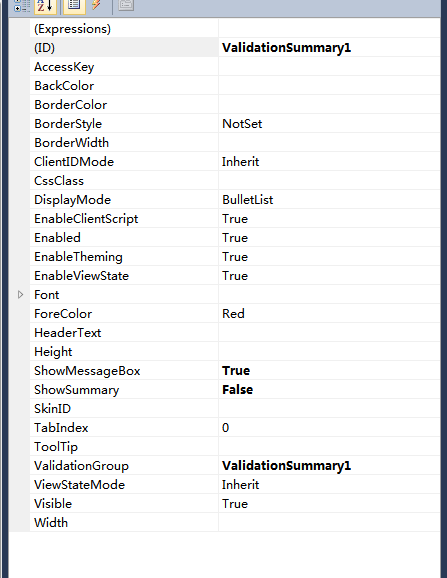 (Expressions)
(ID) ValidationSummary1
AccessKey
BackColor
BorderColor
BorderStyle NotSet
BorderWidth
ClientIDMode Inherit
CssClass
DisplayMode BulletList
EnableClientScript True
Enabled True
EnableTheming True
EnableViewState True
Font
ForeColor Red
HeaderText
Height
ShowMessageBox True
ShowSummary False
SkinID
TabIndex 0
ToolTip
ValidationGroup ValidationSummary1
ViewStateMode Inherit
Visible True
Width